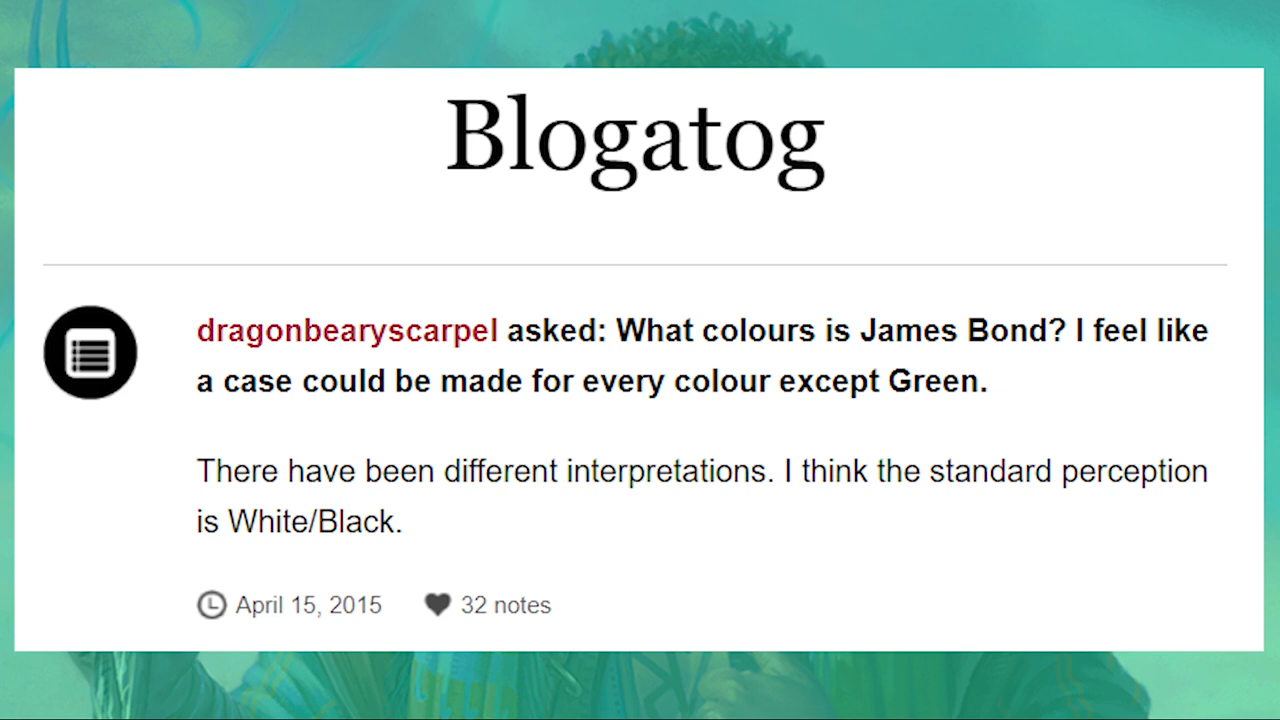 Blogatog
dragonbearyscarpel asked: What colours is James Bond? I feel like
a case could be made for every colour except Green.
There have been different interpretations. I think the standard perception
is White/Black.
April 15, 2015 32 notes